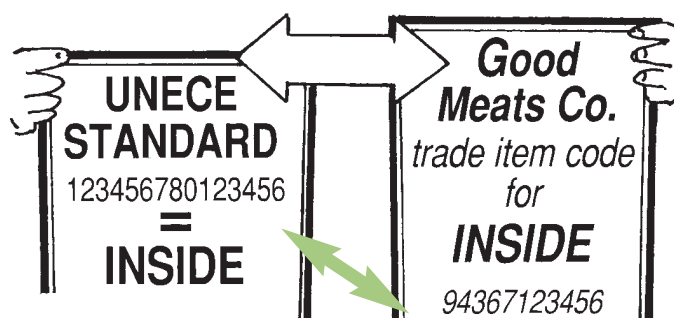 UNECE
STANDARD
123456780123456
=
INSIDE
Good
Meats Co.
trade item code
for
INSIDE
94367123456